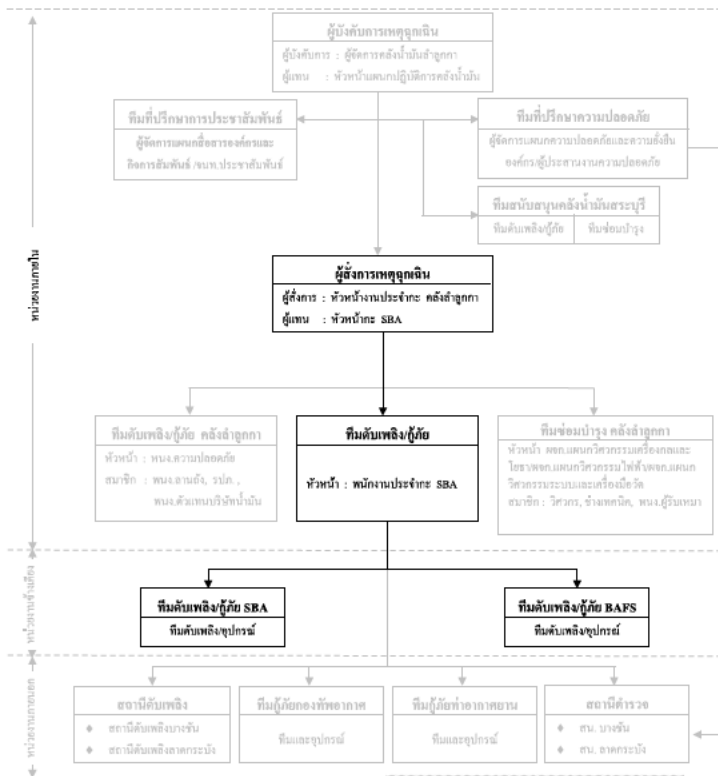 ผู้บังคับการเหตุฉุกเฉิน
ผู้บังคับการ : ผู้จัดการคลังน้ำมันลำลูกกา
ผู้แทน : หัวหน้าแผนกปฏิบัติการคลังน้ำมัน
ทีมที่ปรึกษาการประชาสัมพันธ์
ผู้จัดการแผนกสื่อสารองค์กรและ
กิจการสัมพันธ์ /จนท.ประชาสัมพันธ์
ทีมที่ปรึกษาความปลอดภัย
ผู้จัดการแผนกความปลอดภัยและความยั่งยืน
องค์กร/ผู้ประสานงานความปลอดภัย
ทีมสนับสนุนคลังน้ำมันสระบุรี
ทีมดับเพลิง/กู้ภัย ทีมซ่อมบำรุง
หน่วยงานภายใน
ผู้สั่งการเหตุฉุกเฉิน
ผู้สั่งการ : หัวหน้างานประจำกะ คลังลำลูกกา
ผู้แทน : หัวหน้ากะ SBA
ทีมดับเพลิง/กู้ภัย คลังลำลูกกา
หัวหน้า : พนง.ความปลอดภัย
สมาชิก : พนง.ลานถัง, รปภ. ,
พนง.ตัวแทนบริษัทน้ำมัน
ทีมดับเพลิง/กู้ภัย
หัวหน้า : พนักงานประจำกะ SBA
ทีมซ่อมบำรุง คลังลำลูกกา
หัวหน้า ผจก.แผนกวิศวกรรมเครื่องกลและ
โยธา/ผจก.แผนกวิศวกรรมไฟฟ้า/ผจก.แผนก
วิศวกรรมระบบและเครื่องมือวัด
สมาชิก : วิศวกร, ช่างเทคนิค, พนง.ผู้รับเหมา
หน่วยงานข้างเคียง
ทีมดับเพลิง/กู้ภัย SBA
ทีมดับเพลิง/อุปกรณ์
ทีมดับเพลิง/กู้ภัย BAFS
ทีมดับเพลิง/อุปกรณ์
หน่วยงานภายนอก
สถานีดับเพลิง
♦ สถานีดับเพลิงบางชัน
♦ สถานีดับเพลิงลาดกระบัง
ทีมกู้ภัยกองทัพอากาศ
ทีมและอุปกรณ์
ทีมกู้ภัยท่าอากาศยาน
ทีมและอุปกรณ์
สถานีตำรวจ
♦ สน. บางชัน
♦ สน. ลาดกระบัง